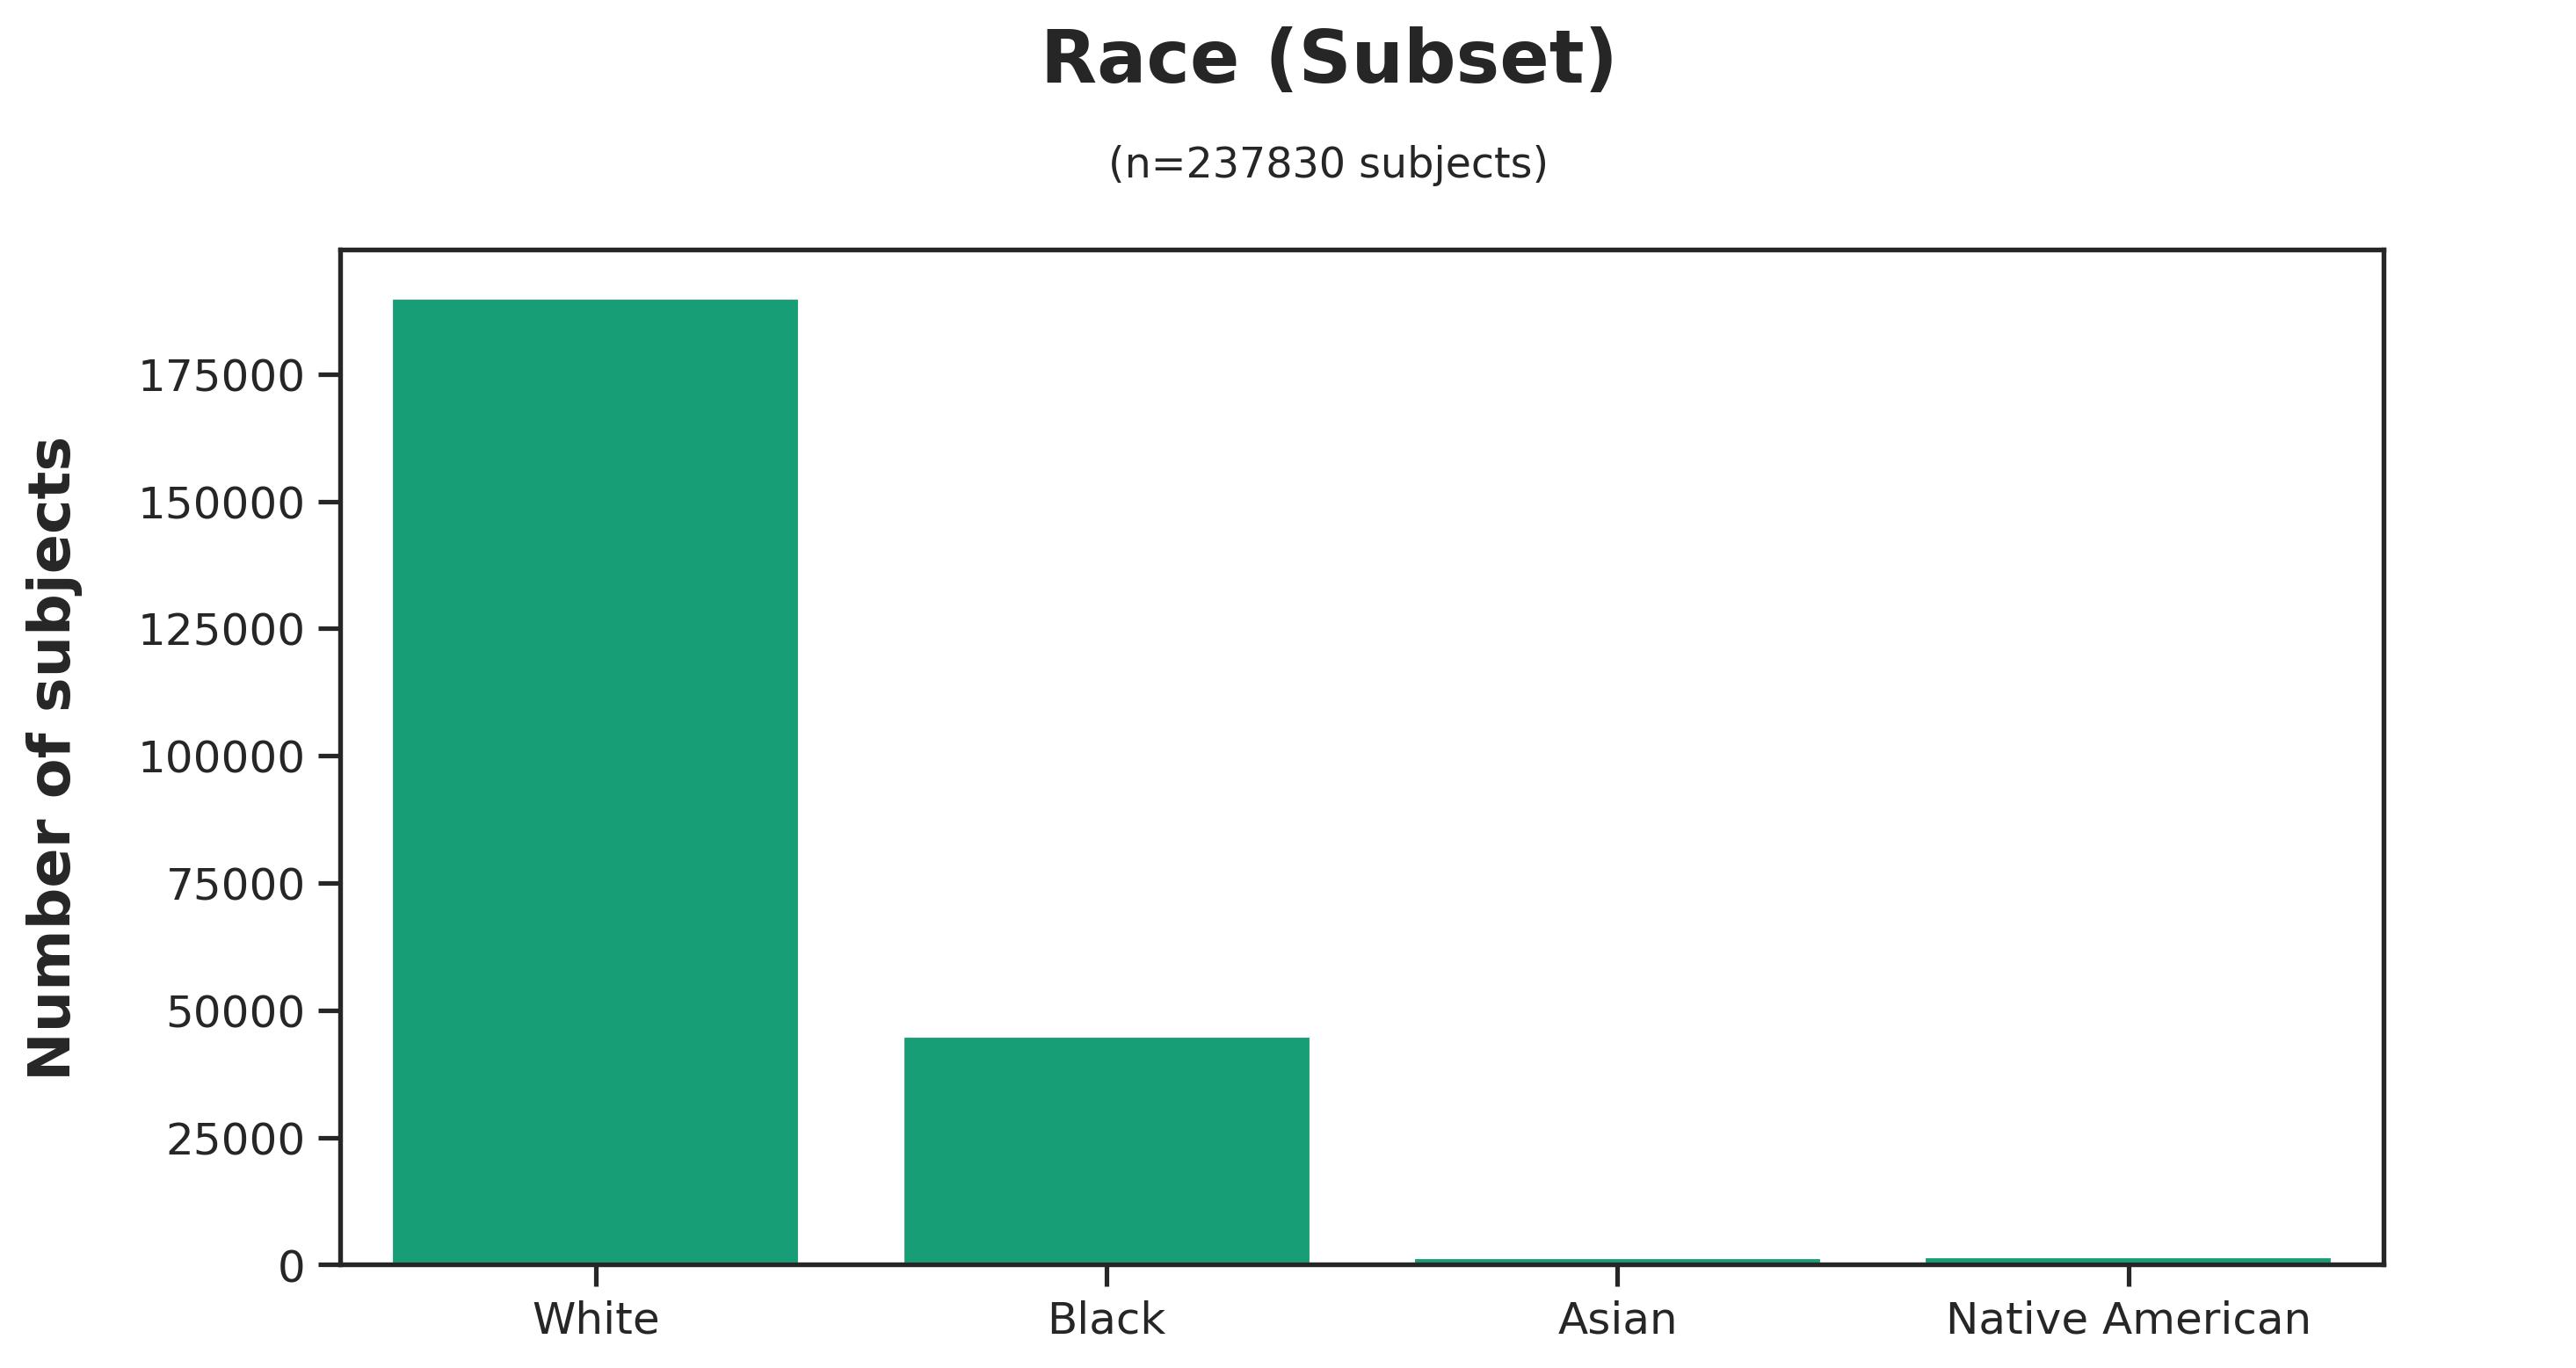 Race (Subset)
(n=237830 subjects)
Number of subjects
175000
150000
125000
100000
75000
50000
25000
0
White
Black
Asian
Native American